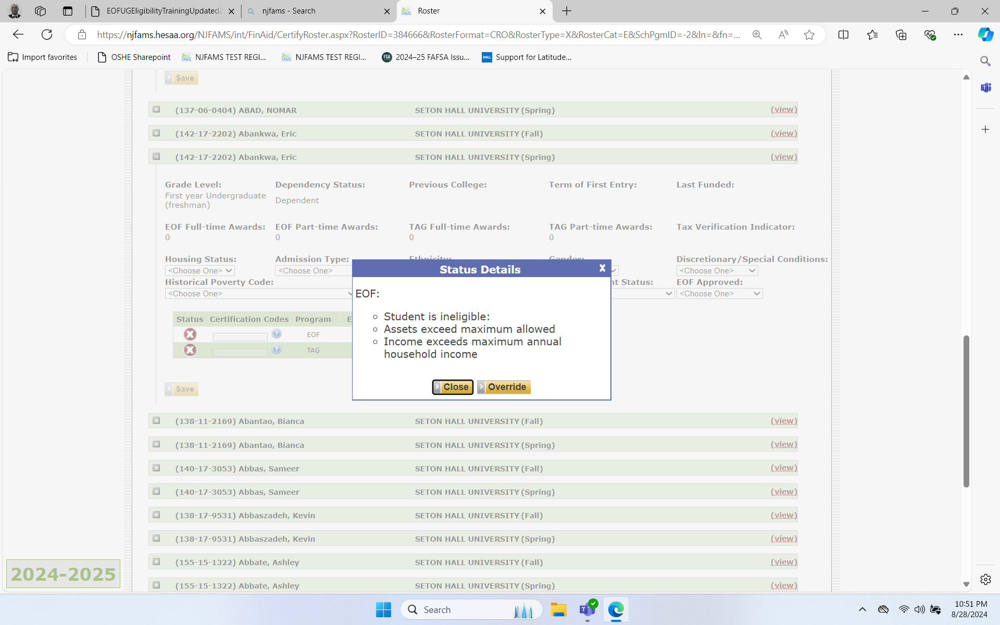 EOFUGEligibilityTrainingUpdated2
njfams - Search
Roster
https://njfams.hesaa.org/NJFAMS/int/FinAid/CertifyRoster.aspx?RosterID=384666&RosterFormat=CRO&RosterType=X&RosterCat=E&SchPgmID=-2&ln=&fn=...
Import favorites
OSHE Sharepoint
NJFAMS TEST REGI...
NJFAMS TEST REGI...
2024–25 FAFSA Issu...
Support for Latitude...
Save
(137-06-0404) ABAD, NOMAR SETON HALL UNIVERSITY (Spring) (view)
(142-17-2202) Abankwa, Eric SETON HALL UNIVERSITY (Fall) (view)
(142-17-2202) Abankwa, Eric SETON HALL UNIVERSITY (Spring) (view)
Grade Level: Dependency Status: Previous College: Term of First Entry: Last Funded:
First year Undergraduate
(freshman)
Dependent
EOF Full-time Awards: EOF Part-time Awards: TAG Full-time Awards: TAG Part-time Awards: Tax Verification Indicator:
0 0 0 0
Housing Status: Admission Type: Ethnicity: Gender: Discretionary/Special Conditions:
<Choose One> <Choose One> <Choose One>
Historical Poverty Code: nt Status: EOF Approved:
<Choose One> <Choose One>
Status Certification Codes Program E
EOF
TAG
Save
Status Details
X
EOF:
Student is ineligible:
Assets exceed maximum allowed
Income exceeds maximum annual
household income
Close Override
(138-11-2169) Abantao, Bianca SETON HALL UNIVERSITY (Fall) (view)
(138-11-2169) Abantao, Bianca SETON HALL UNIVERSITY (Spring) (view)
(140-17-3053) Abbas, Sameer SETON HALL UNIVERSITY (Fall) (view)
(140-17-3053) Abbas, Sameer SETON HALL UNIVERSITY (Spring) (view)
(138-17-9531) Abbaszadeh, Kevin SETON HALL UNIVERSITY (Fall) (view)
(138-17-9531) Abbaszadeh, Kevin SETON HALL UNIVERSITY (Spring) (view)
(155-15-1322) Abbate, Ashley SETON HALL UNIVERSITY (Fall) (view)
(155-15-1322) Abbate, Ashley SETON HALL UNIVERSITY (Spring) (view)
2024-2025
Search
10:51 PM
8/28/2024